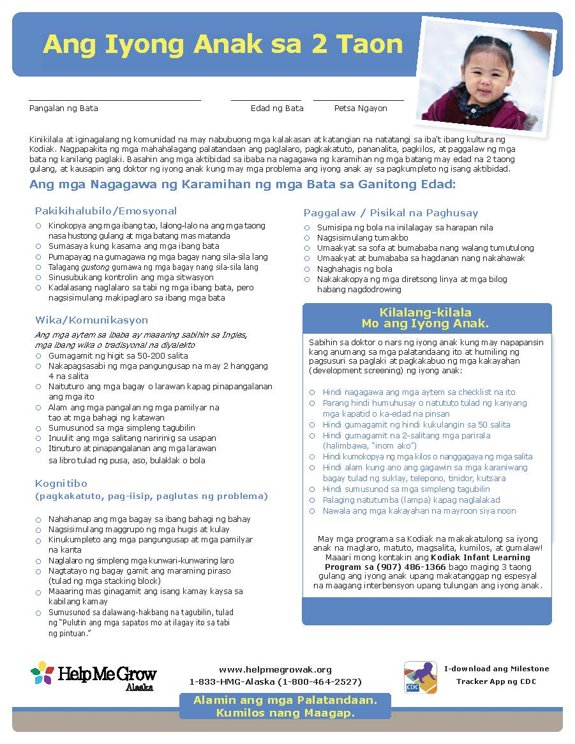 Ang Iyong Anak sa 2 Taon
Pangalan ng Bata
Edad ng Bata
Petsa Ngayon
Kinikilala at iginagalang ng komunidad na may nabubuong mga kalakasan at katangian na natatangi sa iba't ibang kultura ng
Kodiak. Nagpapakita ng mga mahahalagang palatandaan ang paglalaro, pagkakatuto, pananalita, pagkilos, at paggalaw ng mga
bata ng kanilang paglaki. Basahin ang mga aktibidad sa ibaba na nagagawa ng karamihan ng mga batang may edad na 2 taong
gulang, at kausapin ang doktor ng iyong anak kung may mga problema ang iyong anak ay sa pagkumpleto ng isang aktibidad.
Ang mga Nagagawa ng Karamihan ng mga Bata sa Ganitong Edad:
Pakikihalubilo/Emosyonal
Kinokopya ang mga ibang tao, lalong-lalo na ang mga taong
nasa hustong gulang at mga batang mas matanda
Sumasaya kung kasama ang mga ibang bata
Pumapayag na gumagawa ng mga bagay nang sila-sila lang
Talagang gustong gumawa ng mga bagay nang sila-sila lang
Sinusubukang kontrolin ang mga sitwasyon
Kadalasang naglalaro sa tabi ng mga ibang bata, pero
nagsisimulang makipaglaro sa ibang mga bata
Wika/Komunikasyon
Ang mga aytem sa ibaba ay maaaring sabihin sa Ingles,
mga ibang wika o tradisyonal na diyalekto
Gumagamit ng higit sa 50-200 salita
Nakapagsasabi ng mga pangungusap na may 2 hanggang
4 na salita
Naituturo ang mga bagay o larawan kapag pinapangalanan
ang mga ito
Alam ang mga pangalan ng mga pamilyar na
tao at mga bahagi ng katawan
Sumusunod sa mga simpleng tagubilin
Inuulit ang mga salitang naririnig sa usapan
Itinuturo at pinapangalanan ang mga larawan
sa libro tulad ng pusa, aso, bulaklak o bola
Kognitibo
(pagkakatuto, pag-iisip, paglutas ng problema)
Nahahanap ang mga bagay sa ibang bahagi ng bahay
Nagsisimulang maggrupo ng mga hugis at kulay
Kinukumpleto ang mga pangungusap at mga pamilyar
na kanta
Naglalaro ng simpleng mga kunwari-kunwaring laro
Nagtatayo ng bagay gamit ang maraming piraso
(tulad ng mga stacking block)
Maaaring mas ginagamit ang isang kamay kaysa sa
kabilang kamay
Sumusunod sa dalawang-hakbang na tagubilin, tulad
ng “Pulutin ang mga sapatos mo at ilagay ito sa tabi
ng pintuan.”
Paggalaw / Pisikal na Paghusay
Sumisipa ng bola na inilalagay sa harapan nila
Nagsisimulang tumakbo
Umaakyat sa sofa at bumababa nang walang tumutulong
Umaakyat at bumababa sa hagdanan nang nakahawak
Naghahagis ng bola
Nakakakopya ng mga diretsong linya at mga bilog
habang nagdodrowing
Kilalang-kilala
Mo ang Iyong Anak.
Sabihin sa doktor o nars ng iyong anak kung may napapansin
kang anumang sa mga palatandaang ito at humiling ng
pagsusuri sa paglaki at pagkakabuo ng mga kakayahan
(development screening) ng iyong anak:
Hindi nagagawa ang mga aytem sa checklist na ito
Parang hindi humuhusay o natututo tulad ng kanyang
mga kapatid o ka-edad na pinsan
Hindi gumagamit ng hindi kukulangin sa 50 salita
Hindi gumagamit na 2-salitang mga parirala
(halimbawa, “inom ako”)
Hindi kumokopya ng mga kilos o nanggagaya ng mga salita
Hindi alam kung ano ang gagawin sa mga karaniwang
bagay tulad ng suklay, telepono, tinidor, kutsara
Hindi sumusunod sa mga simpleng tagubilin
Palaging natutumba (lampa) kapag naglalakad
Nawala ang mga kakayahan na mayroon siya noon
May mga programa sa Kodiak na makakatulong sa iyong
anak na maglaro, matuto, magsalita, kumilos, at gumalaw!
Maaari mong kontakin ang Kodiak Infant Learning
Program sa (907) 486-1366 bago maging 3 taong
gulang ang iyong anak upang makatanggap ng espesyal
na maagang interbensyon upang tulungan ang iyong anak.
Help Me Grow
Alaska
www.helpmegrowak.org
1-833-HMG-Alaska (1-800-464-2527)
CDC
I-download ang Milestone
Tracker App ng CDC
Alamin ang mga Palatandaan.
Kumilos nang Maagap.